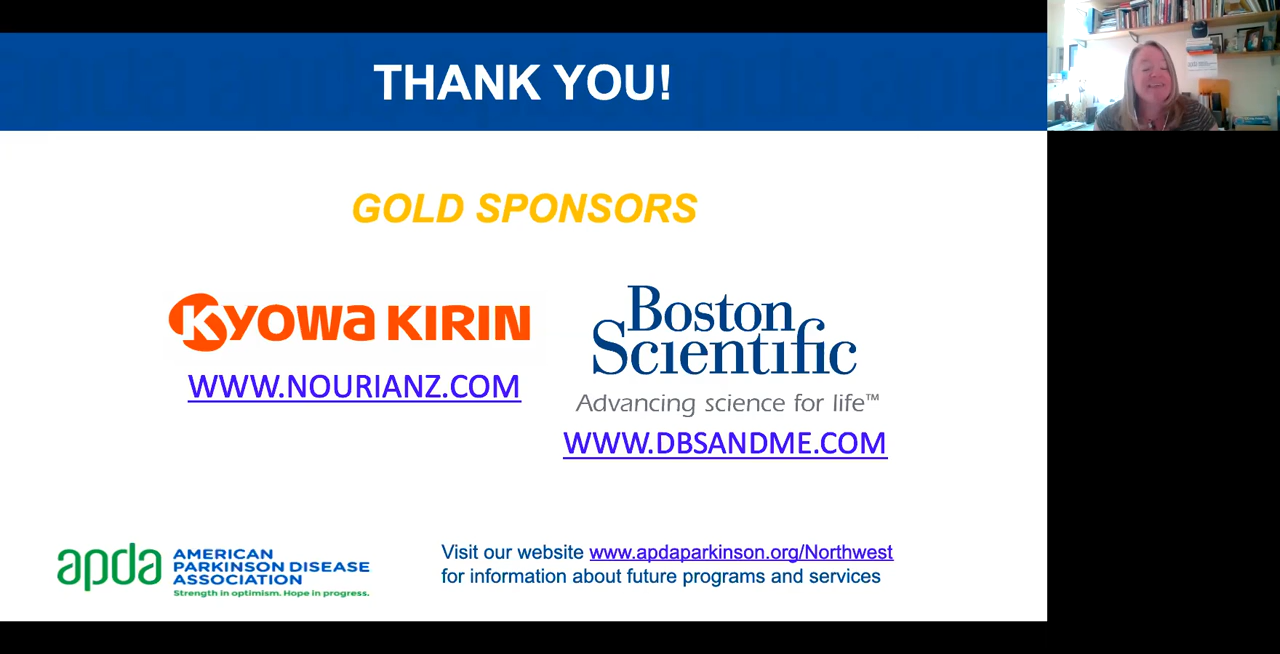 THANK YOU!
GOLD SPONSORS
KYOWA KIRIN
WWW.NOURIANZ.COM
Boston
Scientific
Advancing science for life™
WWW.DBSANDME.COM
apda
AMERICAN
PARKINSON DISEASE
ASSOCIATION
Strength in optimism. Hope in progress.
Visit our website www.apdaparkinson.org/Northwest
for information about future programs and services